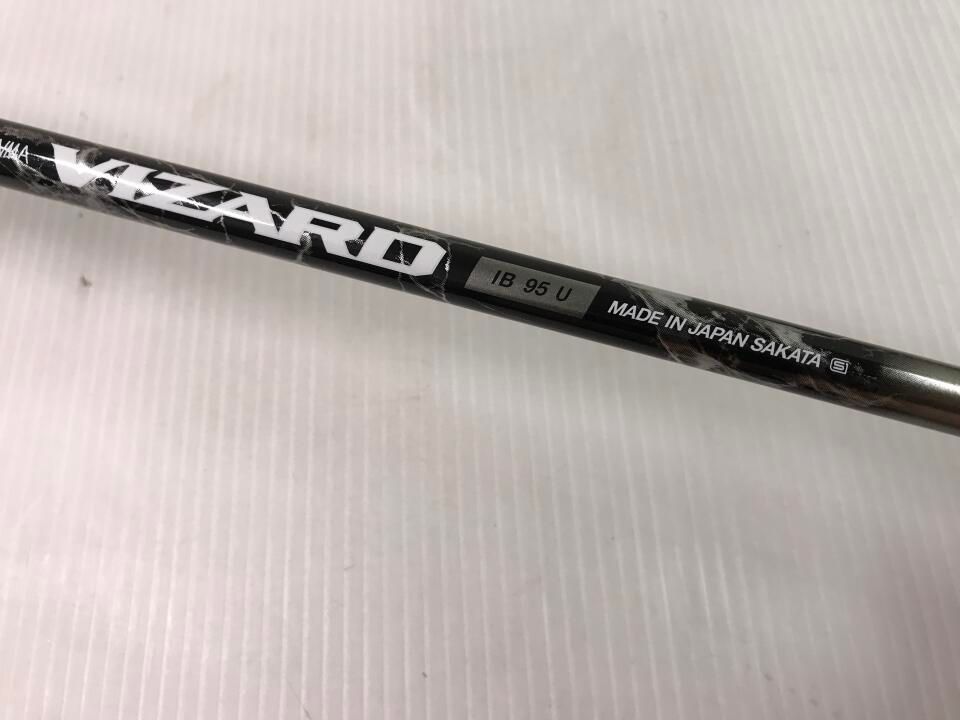 VIZARD
IB 95 U
MADE IN JAPAN SAKATA S